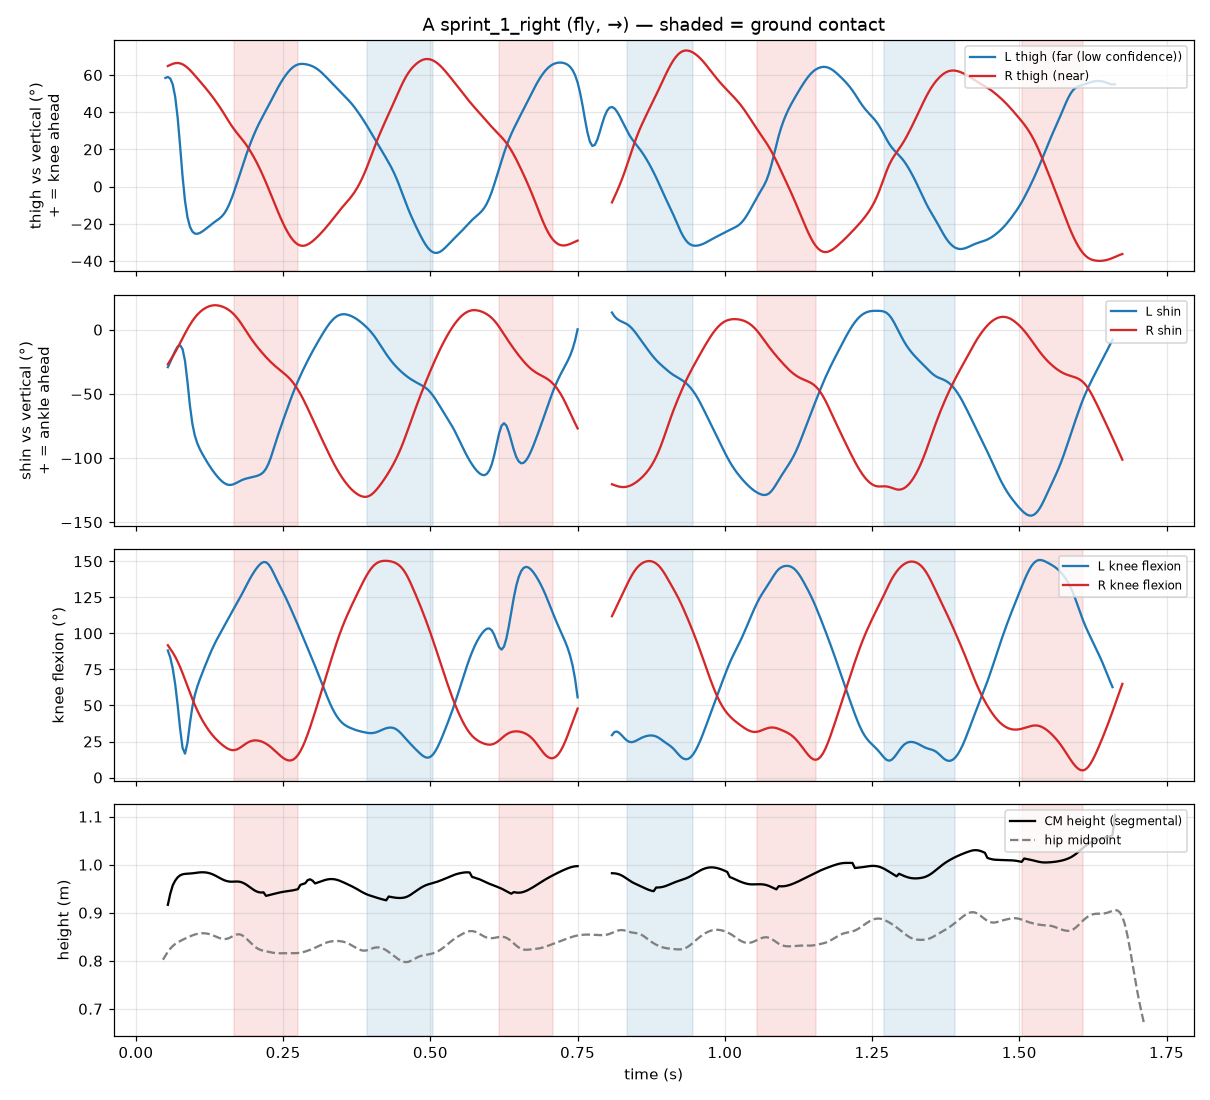 A sprint_1_right (fly, →) — shaded = ground contact
thigh vs vertical (°)
+ = knee ahead
60
40
20
0
−20
−40
L thigh (far (low confidence))
R thigh (near)
shin vs vertical (°)
+ = ankle ahead
0
−50
−100
−150
L shin
R shin
knee flexion (°)
150
125
100
75
50
25
0
L knee flexion
R knee flexion
height (m)
1.1
1.0
0.9
0.8
0.7
CM height (segmental)
hip midpoint
0.00 0.25 0.50 0.75 1.00 1.25 1.50 1.75
time (s)